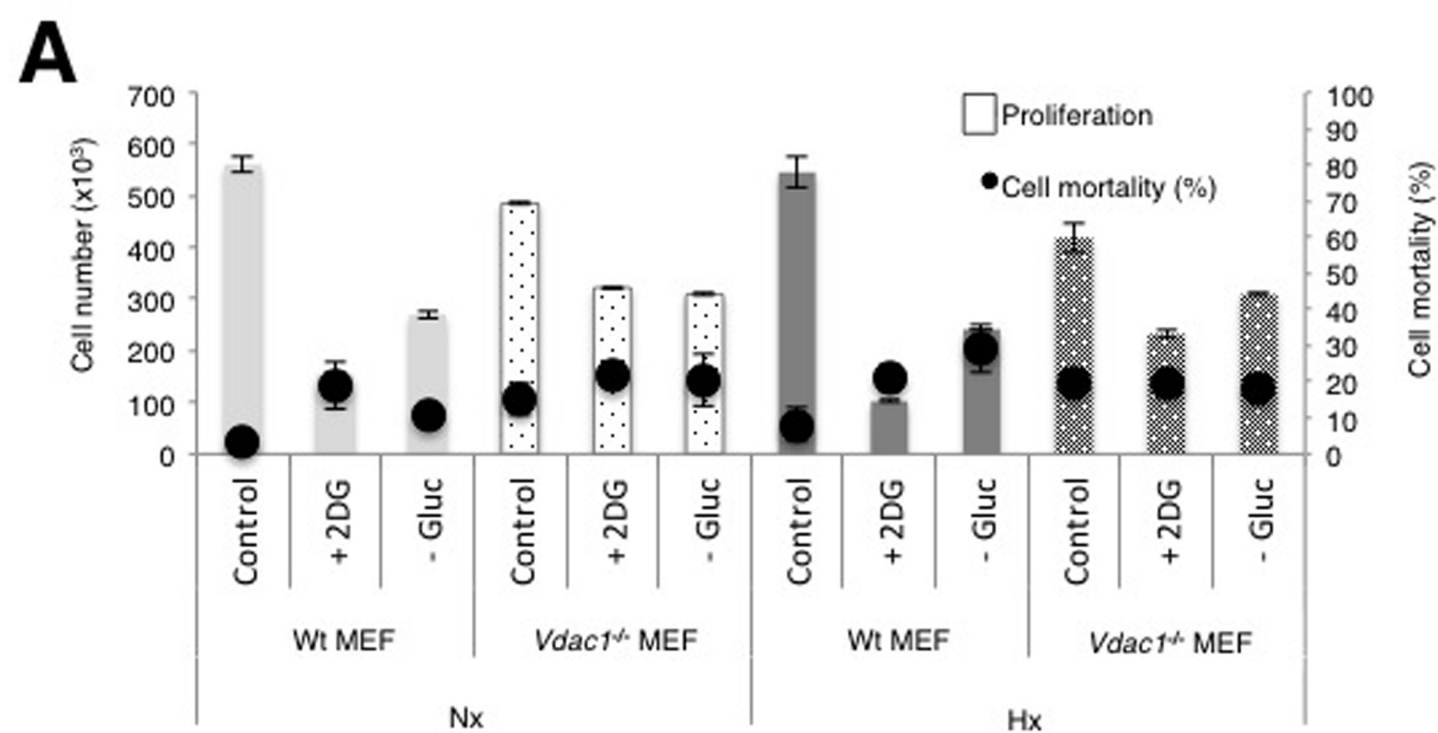 A
700
600
500
400
300
200
100
0
Cell number (x10³)
Proliferation
Cell mortality (%)
100
90
80
70
60
50
40
30
20
10
0
Cell mortality (%)
Control + 2DG - Gluc Control + 2DG - Gluc Control + 2DG - Gluc Control + 2DG - Gluc
Wt MEF Vdac1-/- MEF Wt MEF Vdac1-/- MEF
Nx Hx